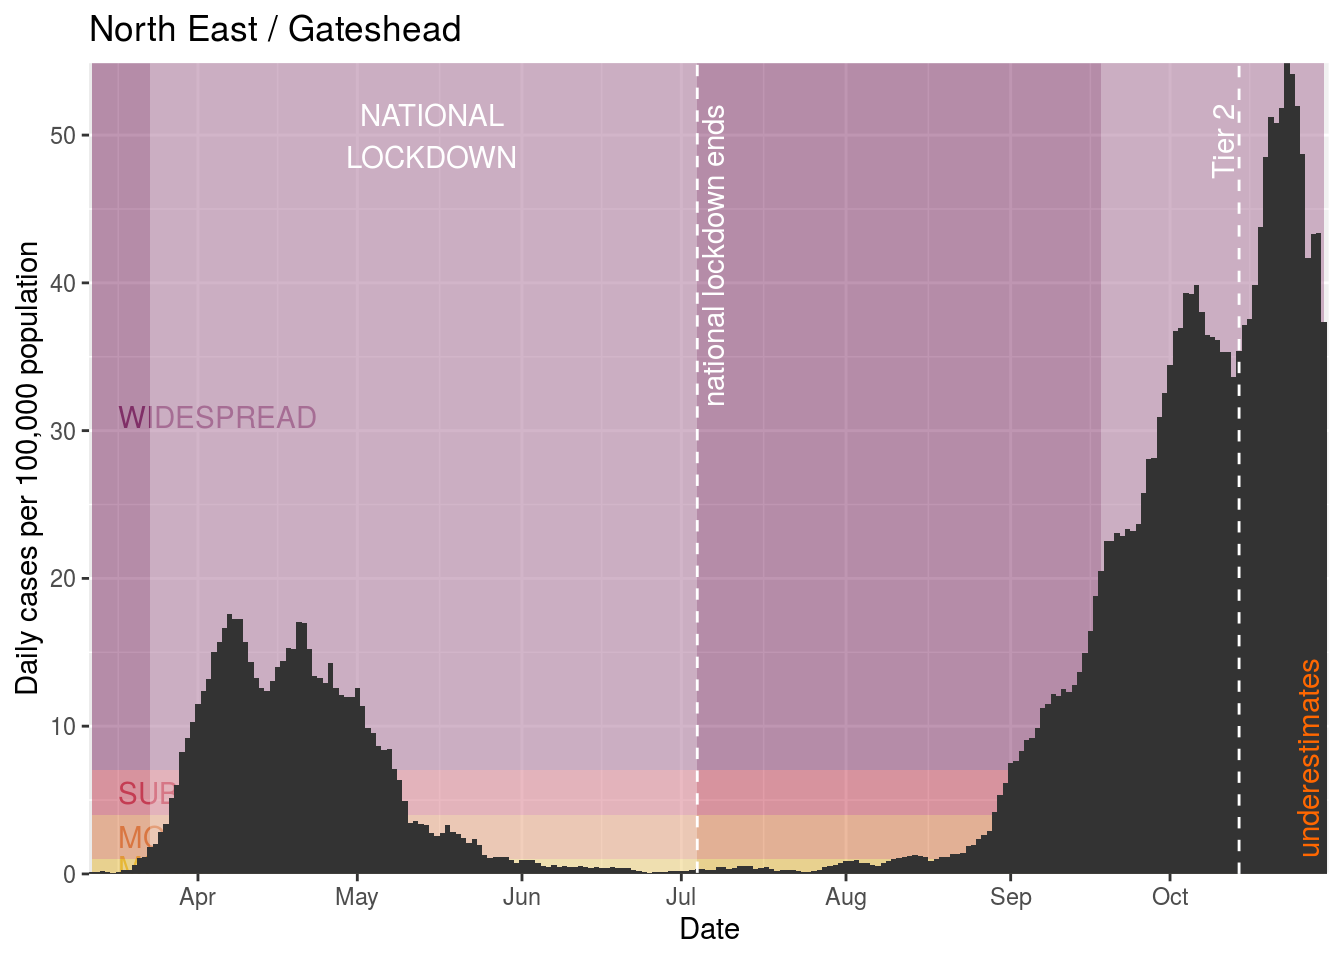 North East / Gateshead
NATIONAL
LOCKDOWN
national lockdown ends
Tier 2
WIDESPREAD
SUB
MO
underestimates
Daily cases per 100,000 population
50
40
30
20
10
0
Apr
May
Jun
Jul
Aug
Sep
Oct
Date